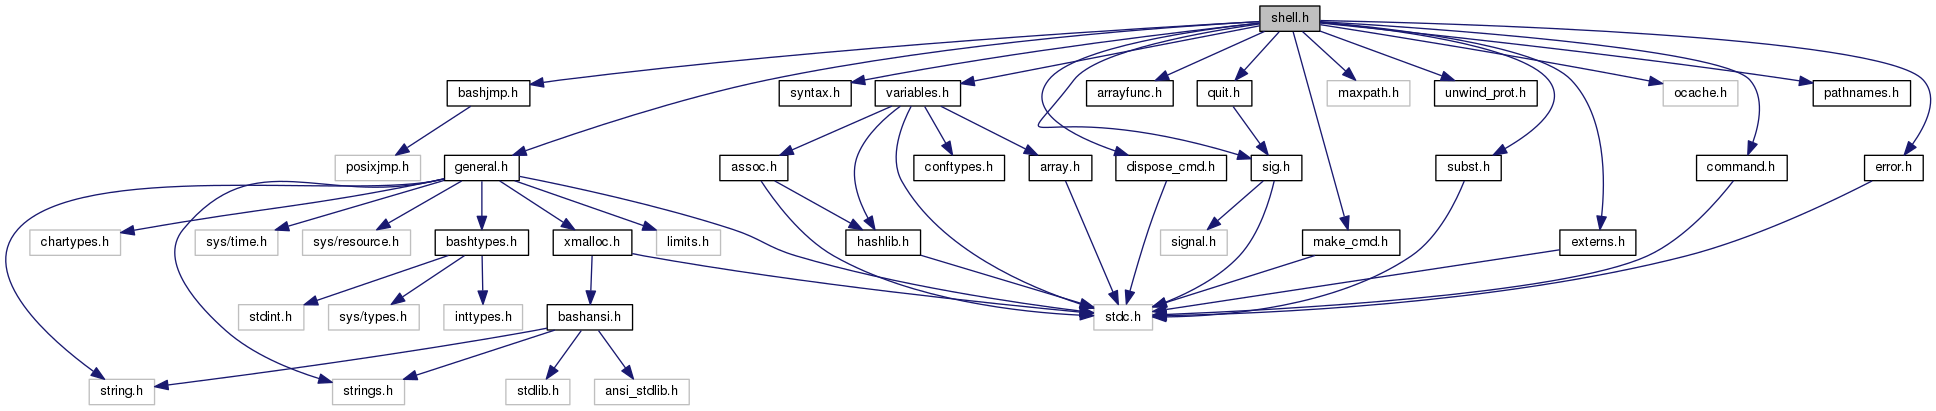 shell.h
bashjmp.h
syntax.h
variables.h
arrayfunc.h
quit.h
maxpath.h
unwind_prot.h
ocache.h
pathnames.h
posixjmp.h
general.h
assoc.h
conftypes.h
array.h
dispose_cmd.h
sig.h
subst.h
command.h
error.h
chartypes.h
sys/time.h
sys/resource.h
bashtypes.h
xmalloc.h
limits.h
hashlib.h
signal.h
make_cmd.h
externs.h
stdint.h
sys/types.h
inttypes.h
bashansi.h
stdc.h
string.h
strings.h
stdlib.h
ansi_stdlib.h